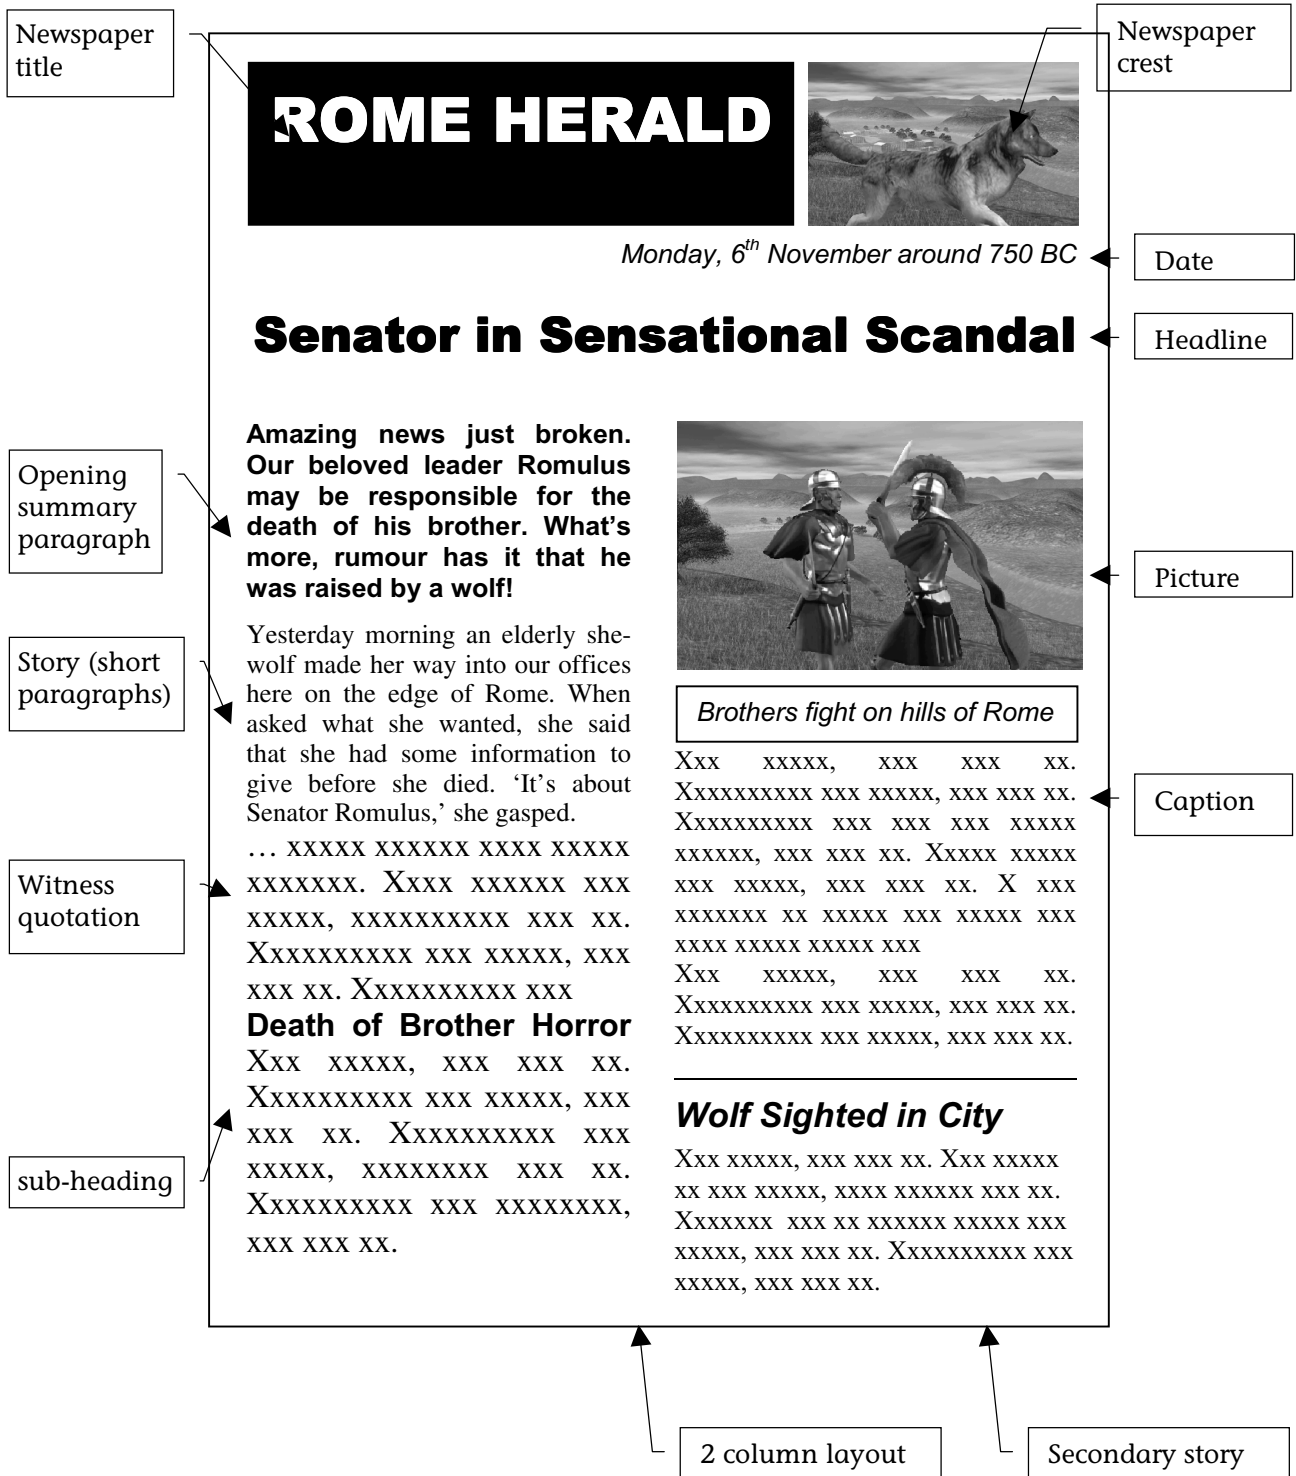 Newspaper
title
Newspaper
crest
ROME HERALD
Monday, 6th November around 750 BC
Date
Senator in Sensational Scandal
Headline
Opening
summary
paragraph
Amazing news just broken.
Our beloved leader Romulus
may be responsible for the
death of his brother. What's
more, rumour has it that he
was raised by a wolf!
Picture
Story (short
paragraphs)
Yesterday morning an elderly she-
wolf made her way into our offices
here on the edge of Rome. When
asked what she wanted, she said
that she had some information to
give before she died. ‘It's about
Senator Romulus,’ she gasped.
Witness
quotation
… xxxxx xxxxxx xxxx xxxxx
xxxxxxx. Xxxx xxxxxx xxx
xxxxx, xxxxxxxxxx xxx xx.
Xxxxxxxxxx xxx xxxxx, xxx
xxx xx. Xxxxxxxxxx xxx
Death of Brother Horror
sub-heading
Xxx xxxxx, xxx xxx xx.
Xxxxxxxxxx xxx xxxxx, xxx
xxx xx. Xxxxxxxxxx xxx
xxxxx, xxxxxxxx xxx xx.
Xxxxxxxxxx xxx xxxxxxxx,
xxx xxx xx.
Brothers fight on hills of Rome
Caption
Xxx xxxxx, xxx xxx xx.
Xxxxxxxxxx xxx xxxxx, xxx xxx xx.
Xxxxxxxxxx xxx xxx xxx xxxxx
xxxxxx, xxx xxx xx. Xxxxx xxxxx
xxx xxxxx, xxx xxx xx. X xxx
xxxxxxx xx xxxxx xxx xxxxx xxx
xxxx xxxxx xxxxx xxx
Xxx xxxxx, xxx xxx xx.
Xxxxxxxxxx xxx xxxxx, xxx xxx xx.
Xxxxxxxxxx xxx xxxxx, xxx xxx xx.
Wolf Sighted in City
Xxx xxxxx, xxx xxx xx. Xxx xxxxx
xx xxx xxxxx, xxxx xxxxxx xxx xx.
Xxxxxxx xxx xx xxxxxx xxxxx xxx
xxxxx, xxx xxx xx. Xxxxxxxxxx xxx
xxxxx, xxx xxx xx.
2 column layout
Secondary story